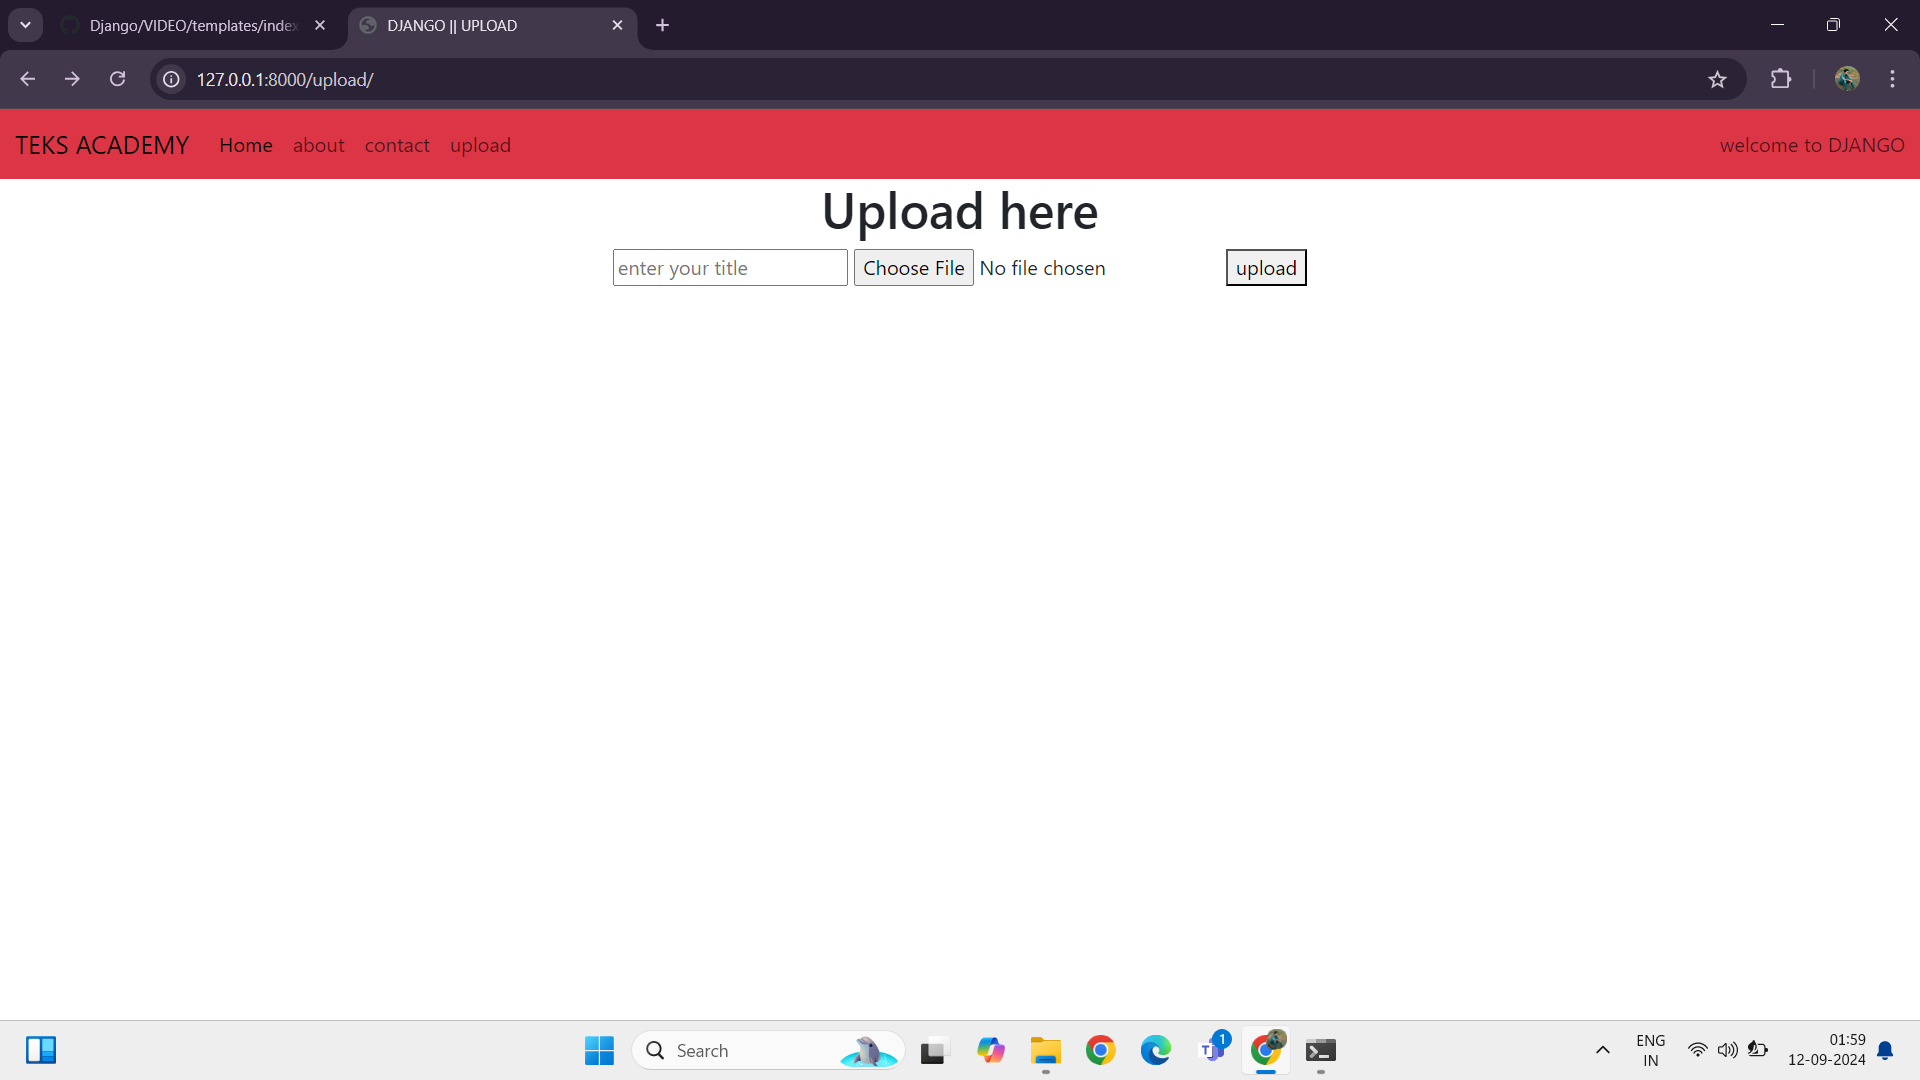 Django/VIDEO/templates/index
DJANGO || UPLOAD
127.0.0.1:8000/upload/
TEKS ACADEMY Home about contact upload welcome to DJANGO
Upload here
enter your title Choose File No file chosen upload
Search
1
T
ENG
IN
01:59
12-09-2024